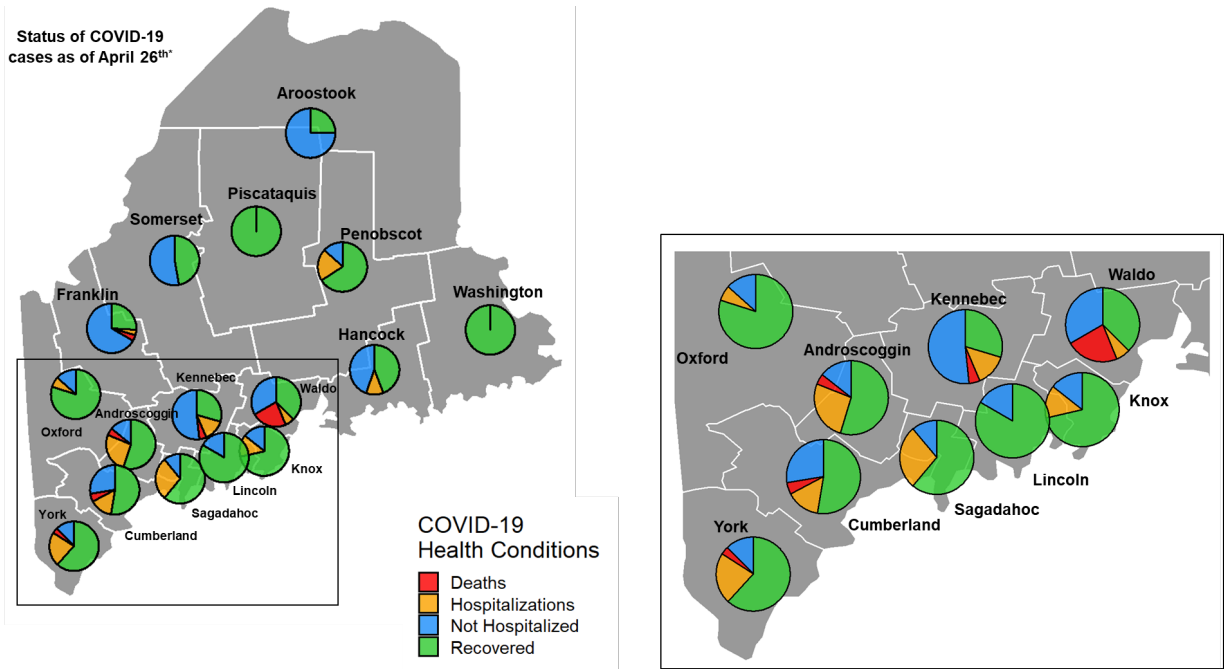 Status of COVID-19
cases as of April 26th*
Aroostook
Piscataquis
Somerset
Penobscot
Washington
Franklin
Hancock
Kennebec
Waldo
Androscoggin
Oxford
Knox
Lincoln
Sagadahoc
York
Cumberland
COVID-19
Health Conditions
Deaths
Hospitalizations
Not Hospitalized
Recovered
Waldo
Kennebec
Androscoggin
Oxford
Knox
Lincoln
Sagadahoc
Cumberland
York